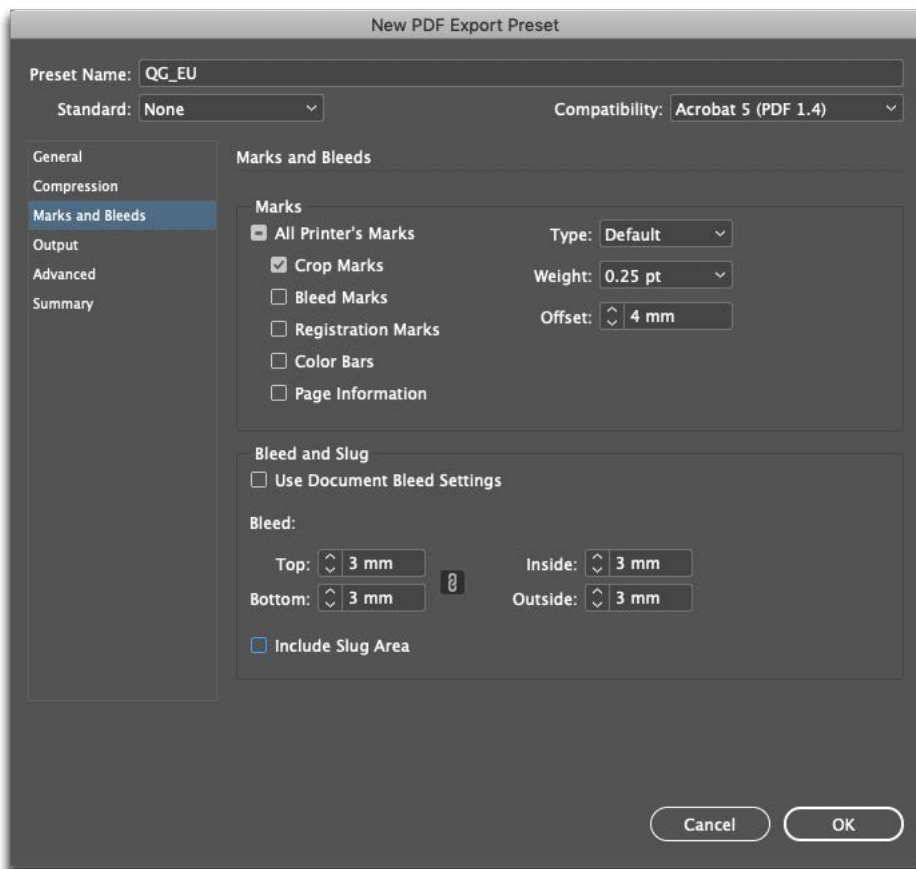 New PDF Export Preset
Preset Name: QG_EU
Standard: None Compatibility: Acrobat 5 (PDF 1.4)
General
Compression
Marks and Bleeds
Output
Advanced
Summary
Marks and Bleeds
Marks
All Printer's Marks
Crop Marks
Bleed Marks
Registration Marks
Color Bars
Page Information
Type: Default
Weight: 0.25 pt
Offset: 4 mm
Bleed and Slug
Use Document Bleed Settings
Bleed:
Top: 3 mm Inside: 3 mm
Bottom: 3 mm Outside: 3 mm
Include Slug Area
Cancel OK